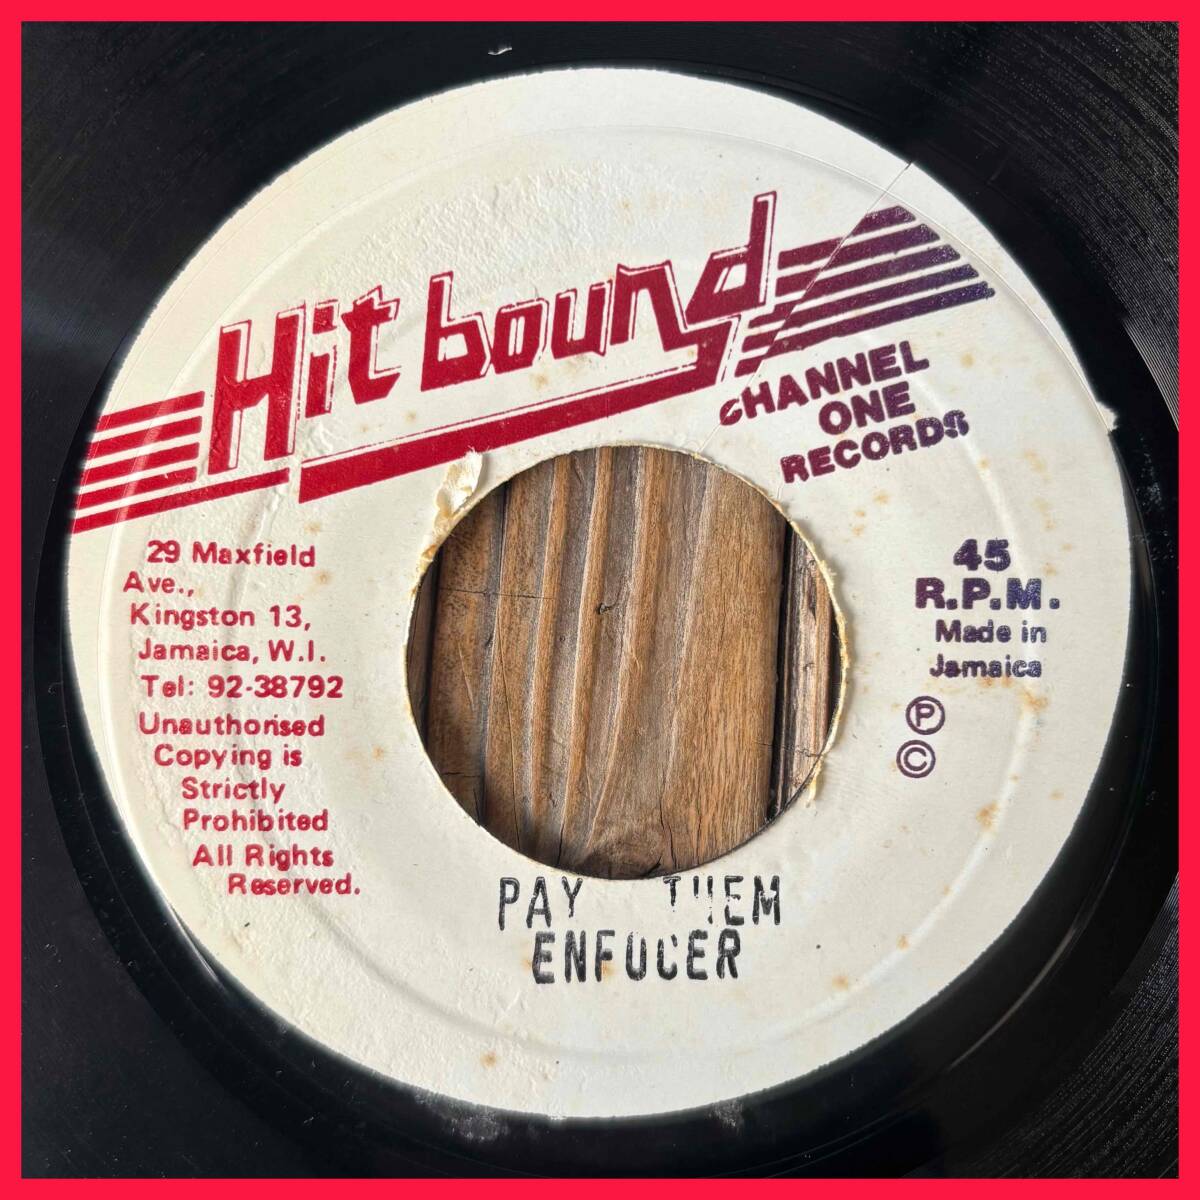 Hit bound
CHANNEL
ONE
RECORDS
29 Maxfield
Ave.,
Kingston 13,
Jamaica, W.I.
Tel: 92-38792
Unauthorised
Copying is
Strictly
Prohibited
All Rights
Reserved.
45
R.P.M.
Made in
Jamaica
Ⓟ
©
PAY THEM
ENFOCER